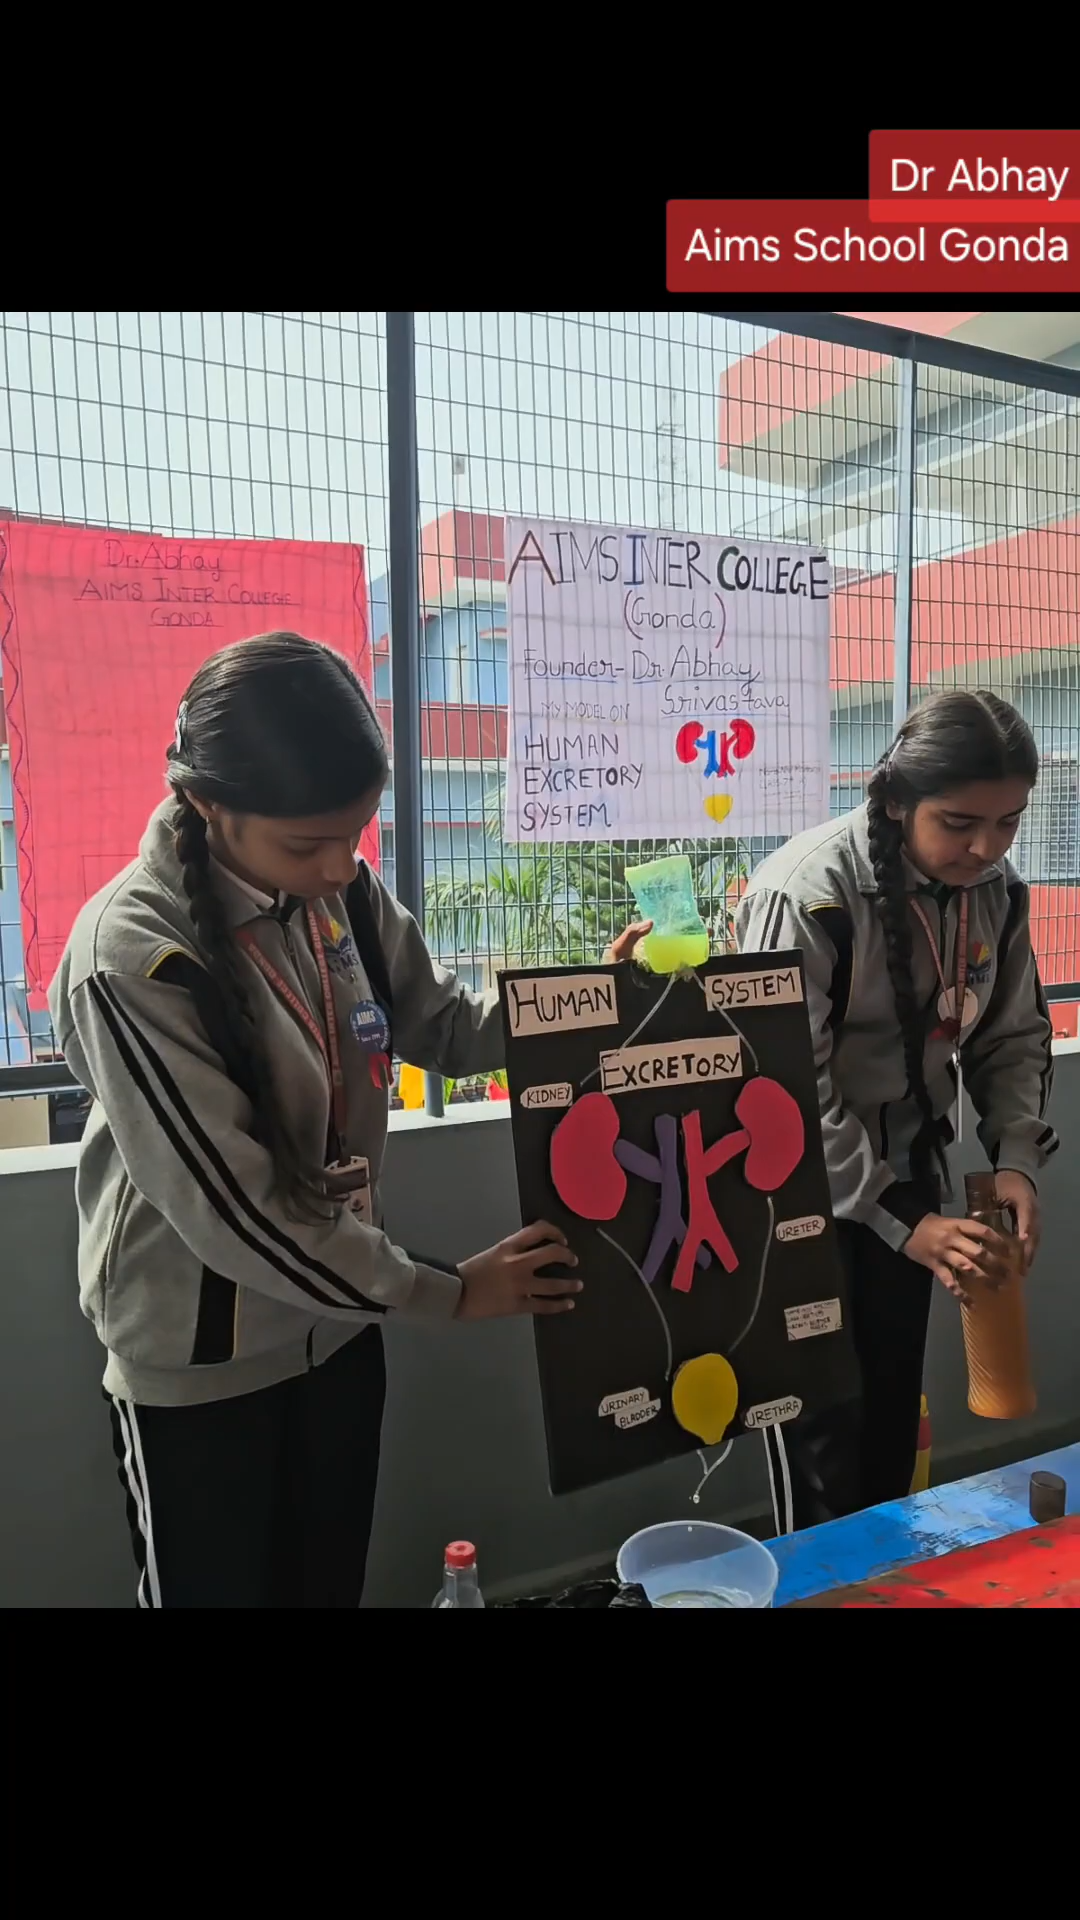 Dr Abhay
Aims School Gonda
Dr. Abhay
AIMS INTER COLLEGE
GONDA
AIMS INTER COLLEGE
(Gonda)
Founder- Dr. Abhay
Srivastava
MY MODEL ON
HUMAN
EXCRETORY
SYSTEM
AIMS
HUMAN SYSTEM
EXCRETORY
KIDNEY
URETER
URINARY
BLADDER
URETHRA